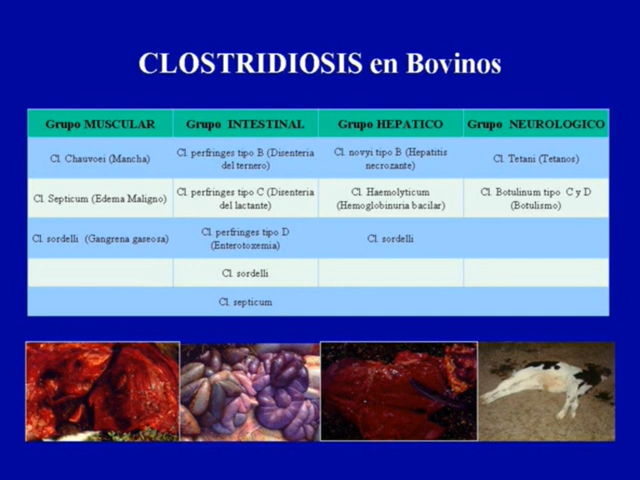 CLOSTRIDIOSIS en Bovinos
Grupo MUSCULAR
Grupo INTESTINAL
Grupo HEPATICO
Grupo NEUROLOGICO
Cl. Chauvoei (Mancha)
Cl. perfringes tipo B (Disenteria
del ternero)
Cl. novyi tipo B (Hepatitis
necrozante)
Cl. Tetani (Tetanos)
Cl. Septicum (Edema Maligno)
Cl. perfringes tipo C (Disenteria
del lactante)
Cl. Haemolyticum
(Hemoglobinuria bacilar)
Cl. Botulinum tipo C y D
(Botulismo)
Cl. sordelli (Gangrena gaseosa)
Cl. perfringes tipo D
(Enterotoxemia)
Cl. sordelli
Cl. sordelli
Cl. septicum